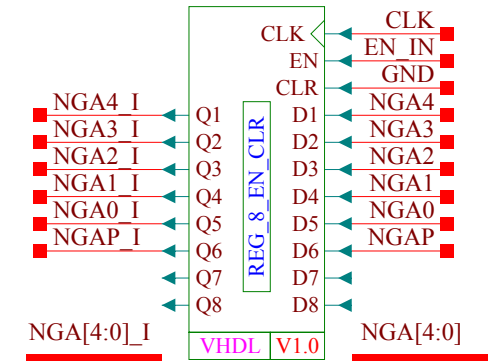 CLK CLK
EN EN_IN
CLR GND
NGA4_I Q1 D1 NGA4
NGA3_I Q2 D2 NGA3
NGA2_I Q3 D3 NGA2
NGA1_I Q4 D4 NGA1
NGA0_I Q5 D5 NGA0
NGAP_I Q6 D6 NGAP
Q7 D7
Q8 D8
REG_8_EN_CLR
NGA[4:0]_I VHDL V1.0 NGA[4:0]